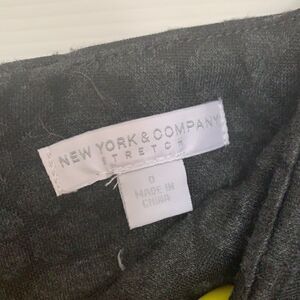 NEW YORK & COMPANY
STRETCH
0
MADE IN
CHINA